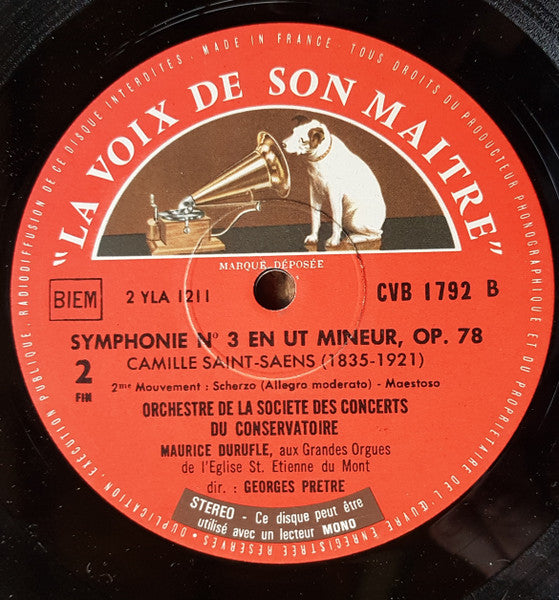 "LA VOIX DE SON MAITRE"
MADE IN FRANCE · TOUS DROITS DU PRODUCTEUR PHONOGRAPHIQUE ET DU PROPRIETAIRE DE L'ŒUVRE ENREGISTREE RESERVES · DUPLICATION, EXECUTION PUBLIQUE, RADIODIFFUSION DE CE DISQUE INTERDITES ·
MARQUE DÉPOSÉE
BIEM
2 YLA 1211
CVB 1792 B
SYMPHONIE N° 3 EN UT MINEUR, OP. 78
2
FIN
CAMILLE SAINT-SAENS (1835-1921)
2me Mouvement : Scherzo (Allegro moderato) - Maestoso
ORCHESTRE DE LA SOCIETE DES CONCERTS
DU CONSERVATOIRE
MAURICE DURUFLE, aux Grandes Orgues
de l'Eglise St. Etienne du Mont
dir. : GEORGES PRETRE
STEREO - Ce disque peut être
utilisé avec un lecteur MONO